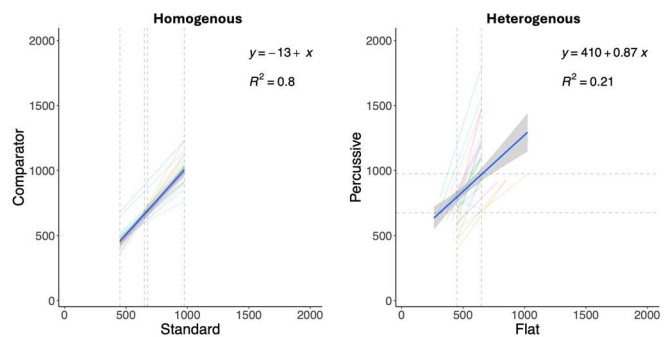 Homogenous
2000
1500
1000
500
0
0 500 1000 1500 2000
Comparator
Standard
y = −13 + x
R² = 0.8
Heterogenous
2000
1500
1000
500
0
0 500 1000 1500 2000
Percussive
Flat
y = 410 + 0.87 x
R² = 0.21